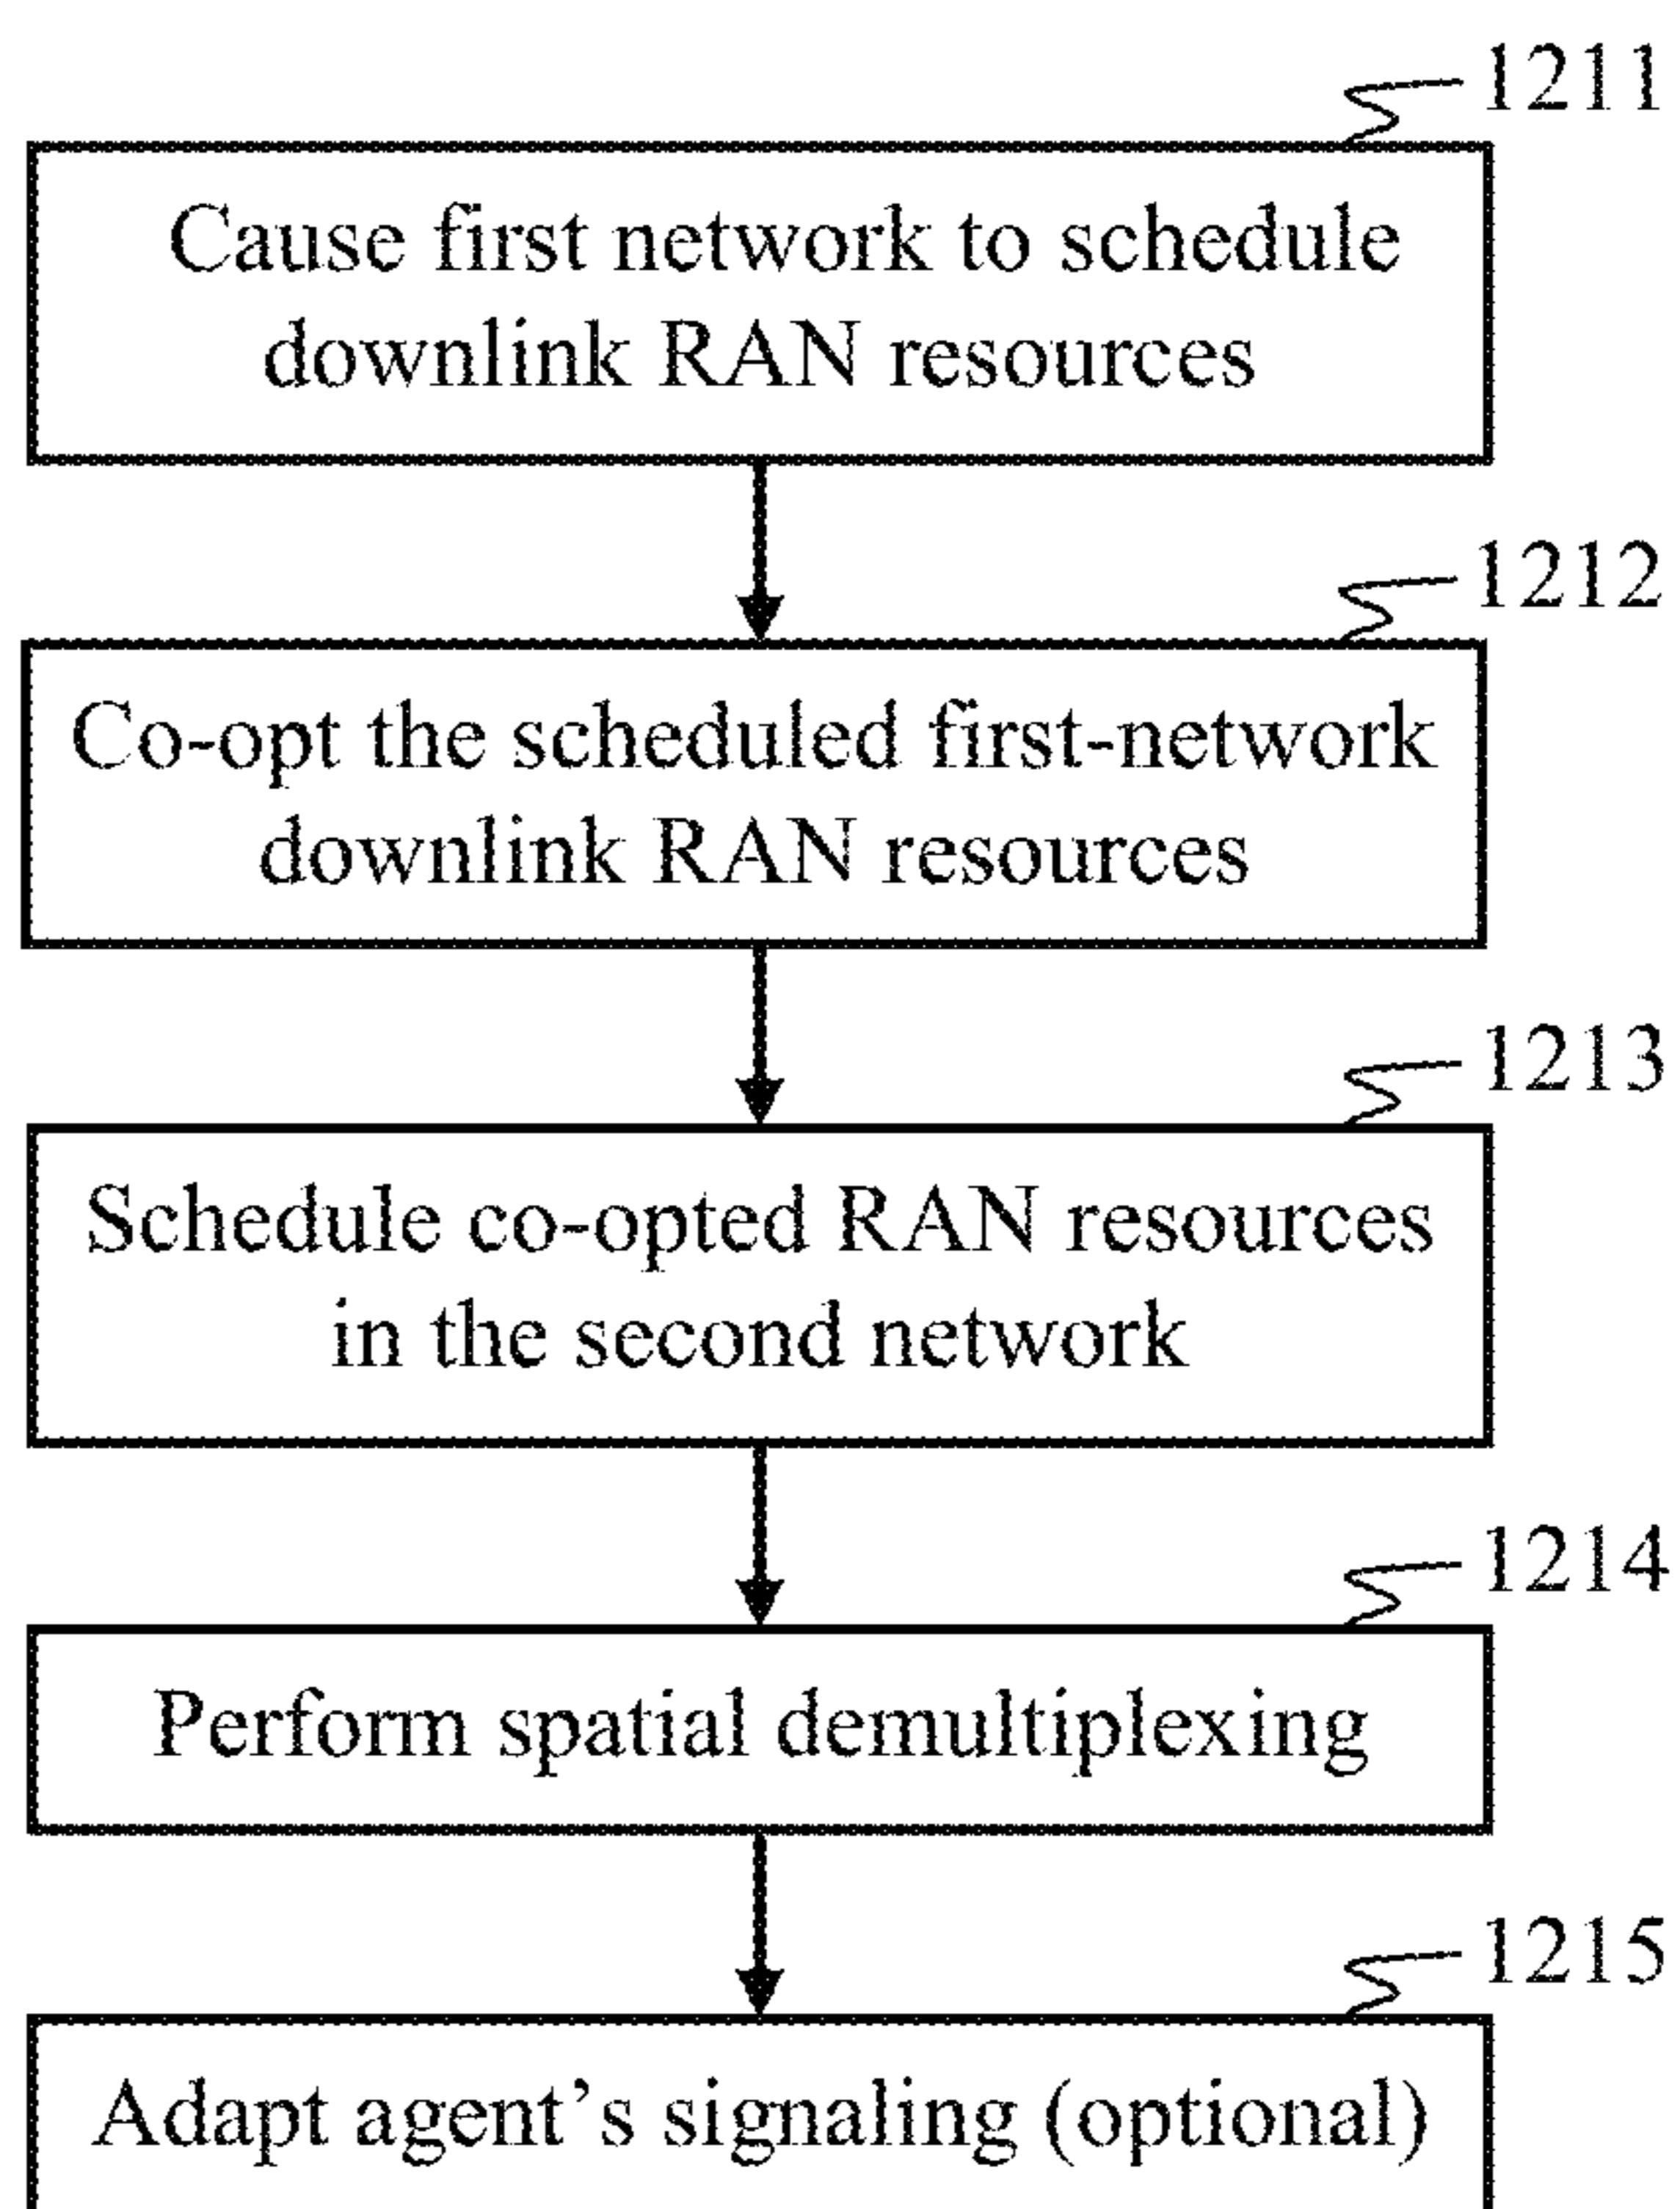 1211
Cause first network to schedule
downlink RAN resources
1212
Co-opt the scheduled first-network
downlink RAN resources
1213
Schedule co-opted RAN resources
in the second network
1214
Perform spatial demultiplexing
1215
Adapt agent’s signaling (optional)